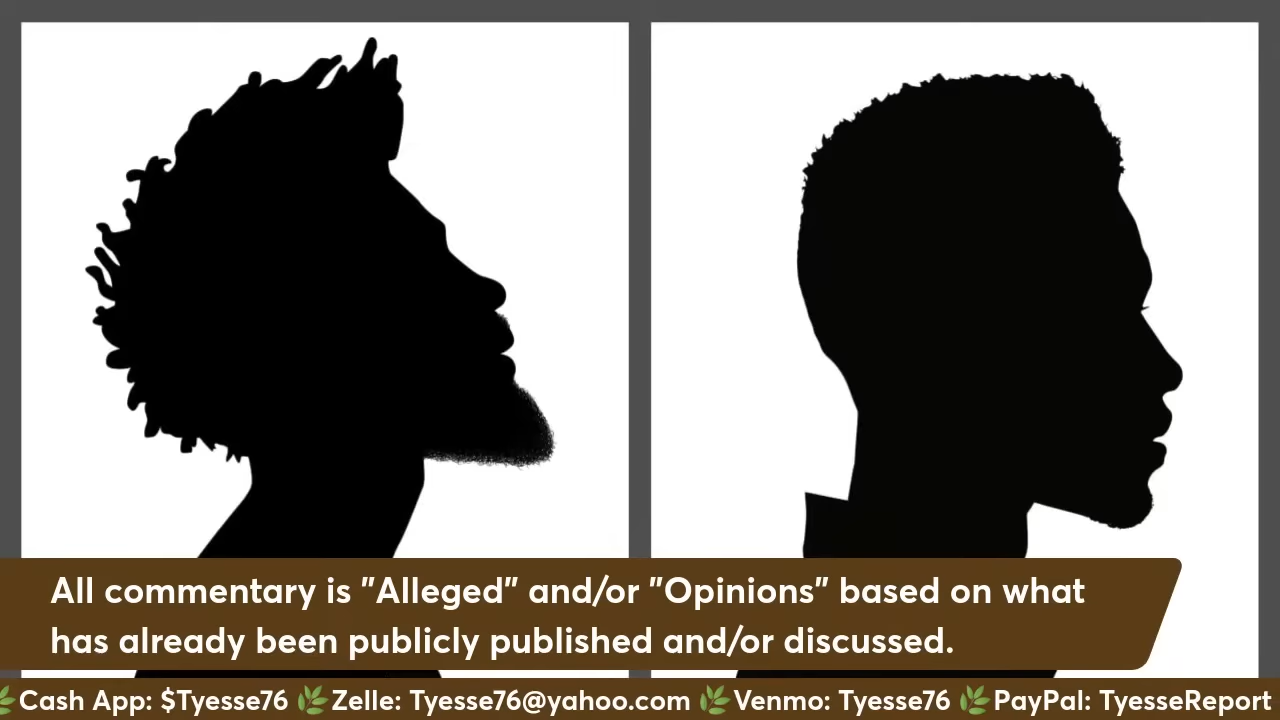 All commentary is "Alleged" and/or "Opinions" based on what
has already been publicly published and/or discussed.
🌿Cash App: $Tyesse76 🌿Zelle: Tyesse76@yahoo.com 🌿Venmo: Tyesse76 🌿PayPal: TyesseReport